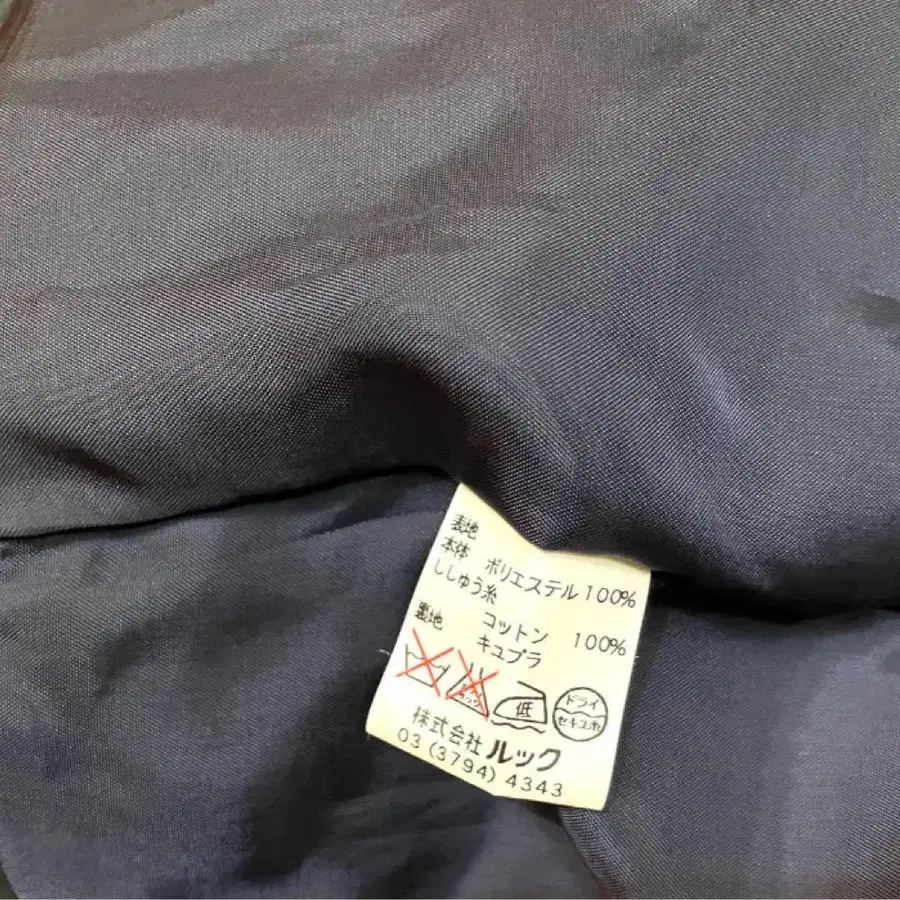 表地
本体 ポリエステル 100%
ししゅう糸
コットン 100%
裏地 キュプラ
低
ドライ
セキユ系
株式会社 ルック
03 (3794) 4343